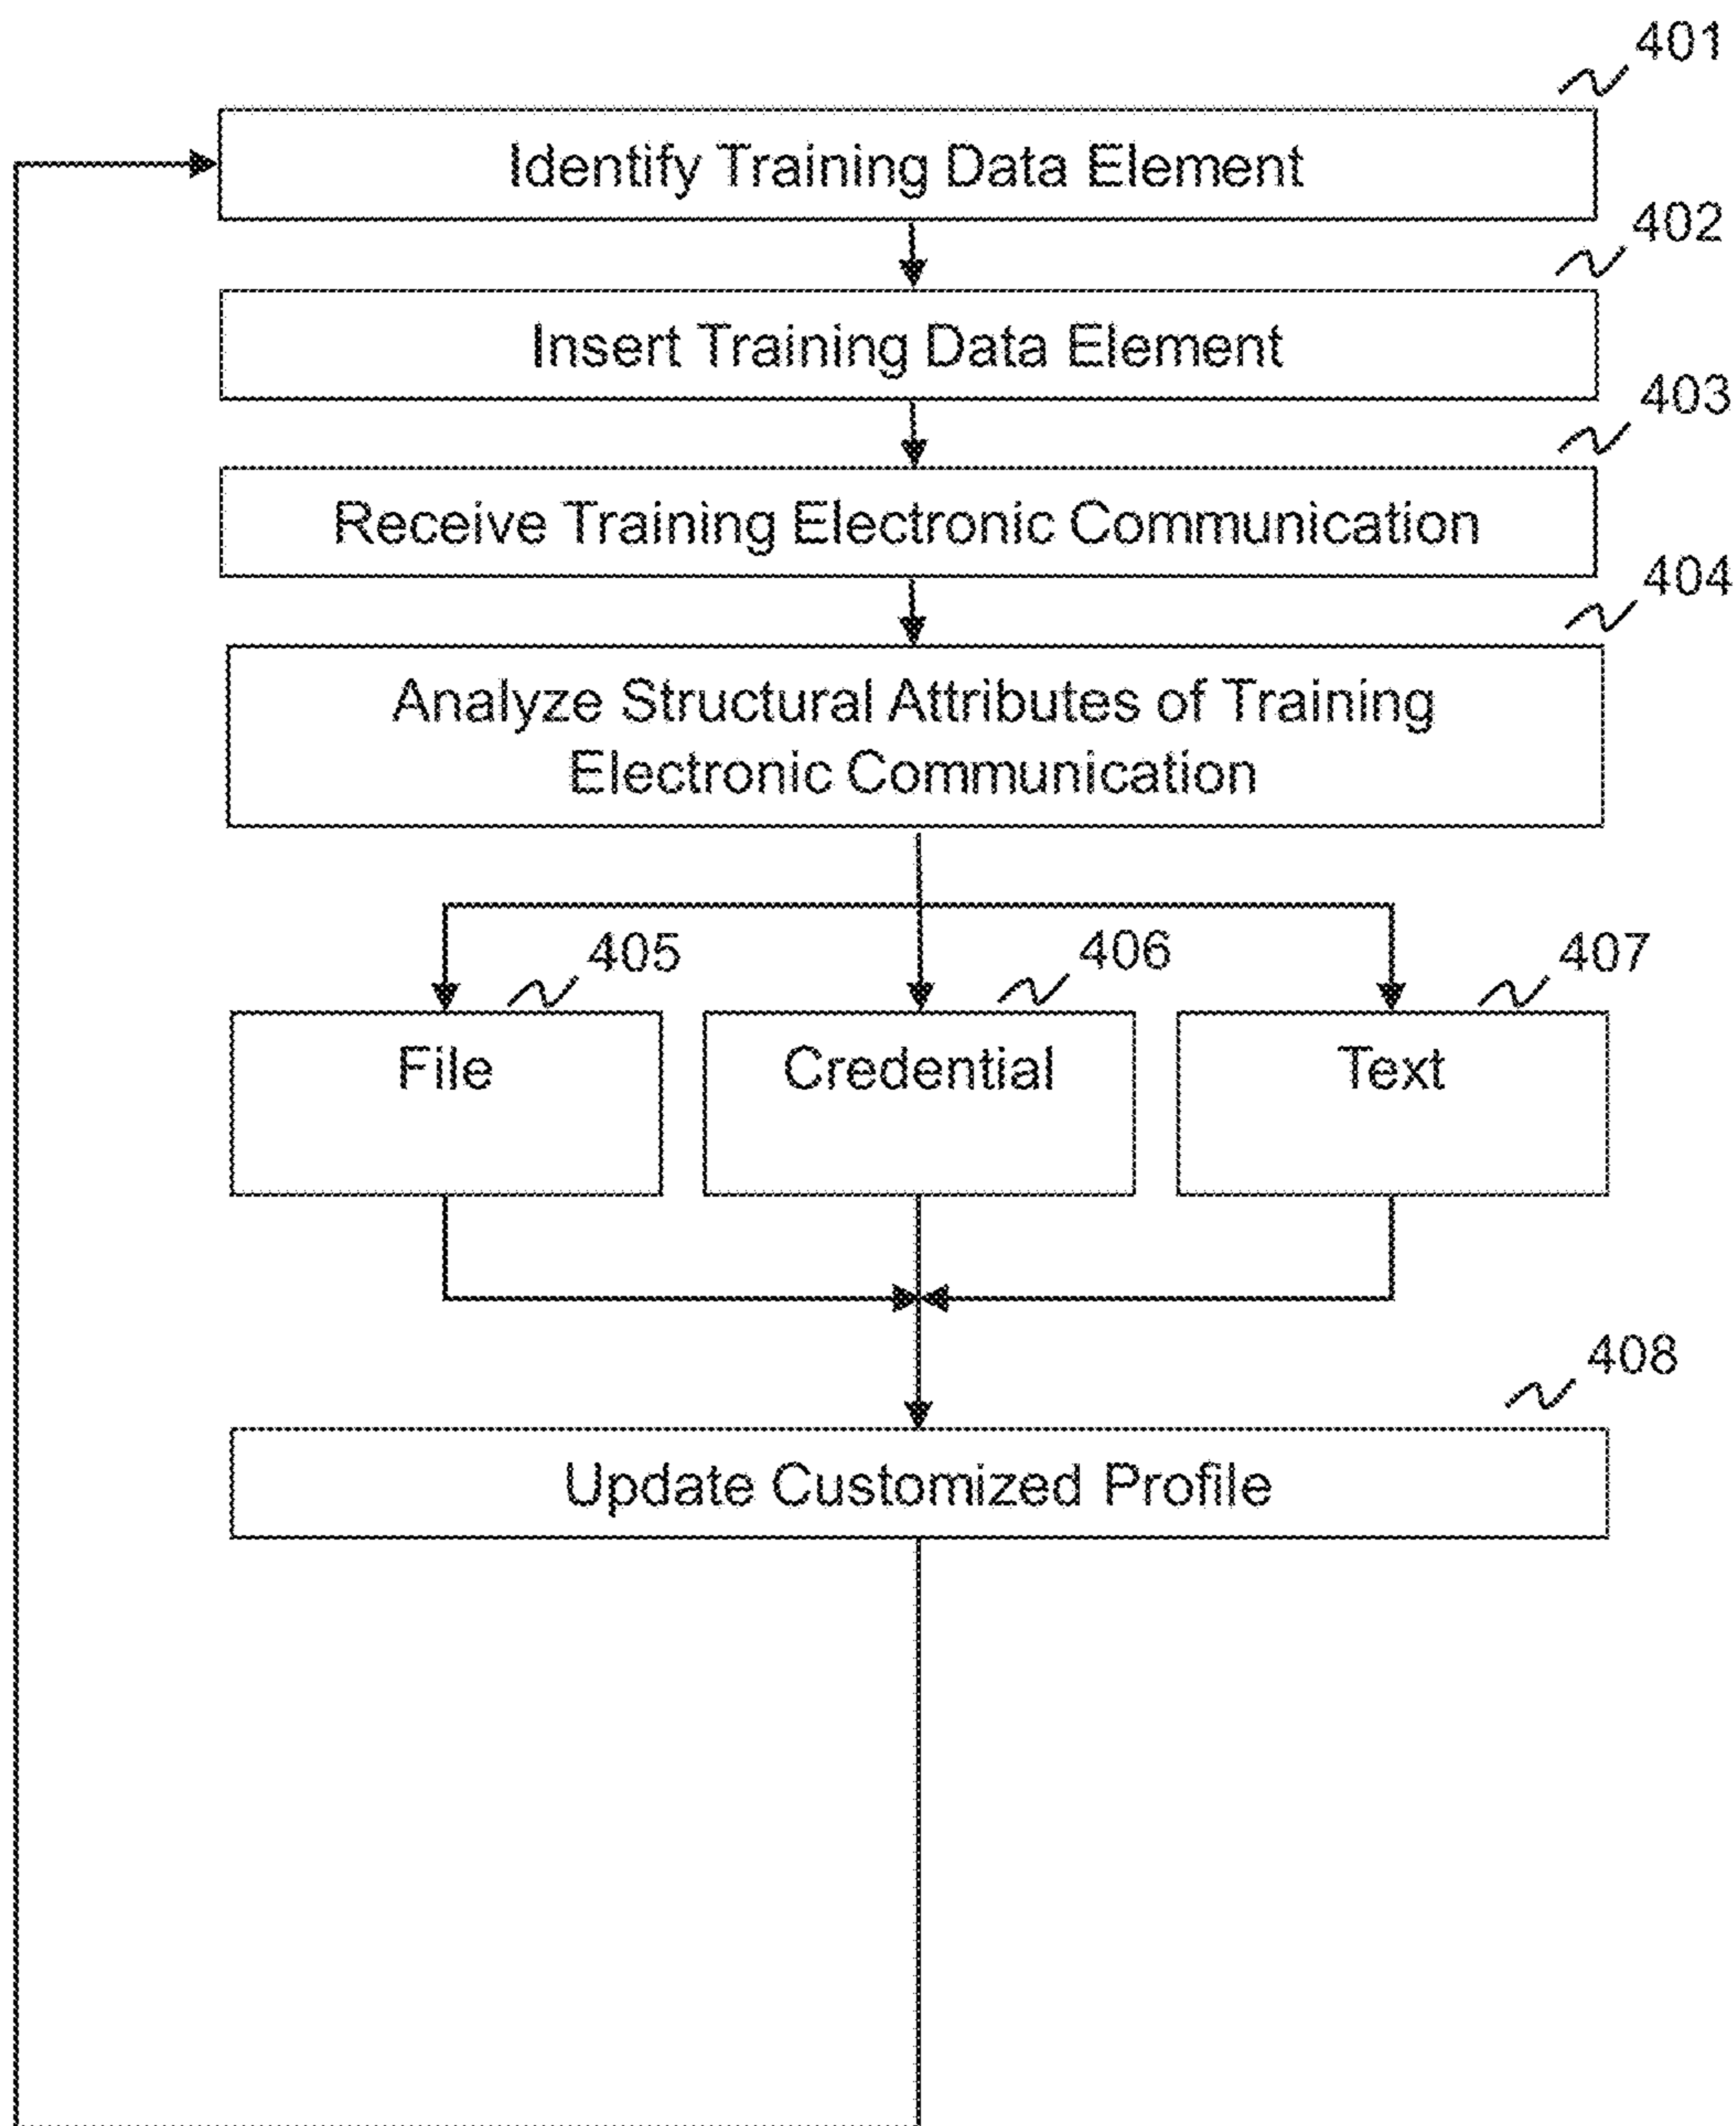 401
Identify Training Data Element
402
Insert Training Data Element
403
Receive Training Electronic Communication
404
Analyze Structural Attributes of Training
Electronic Communication
405
406
407
File
Credential
Text
408
Update Customized Profile